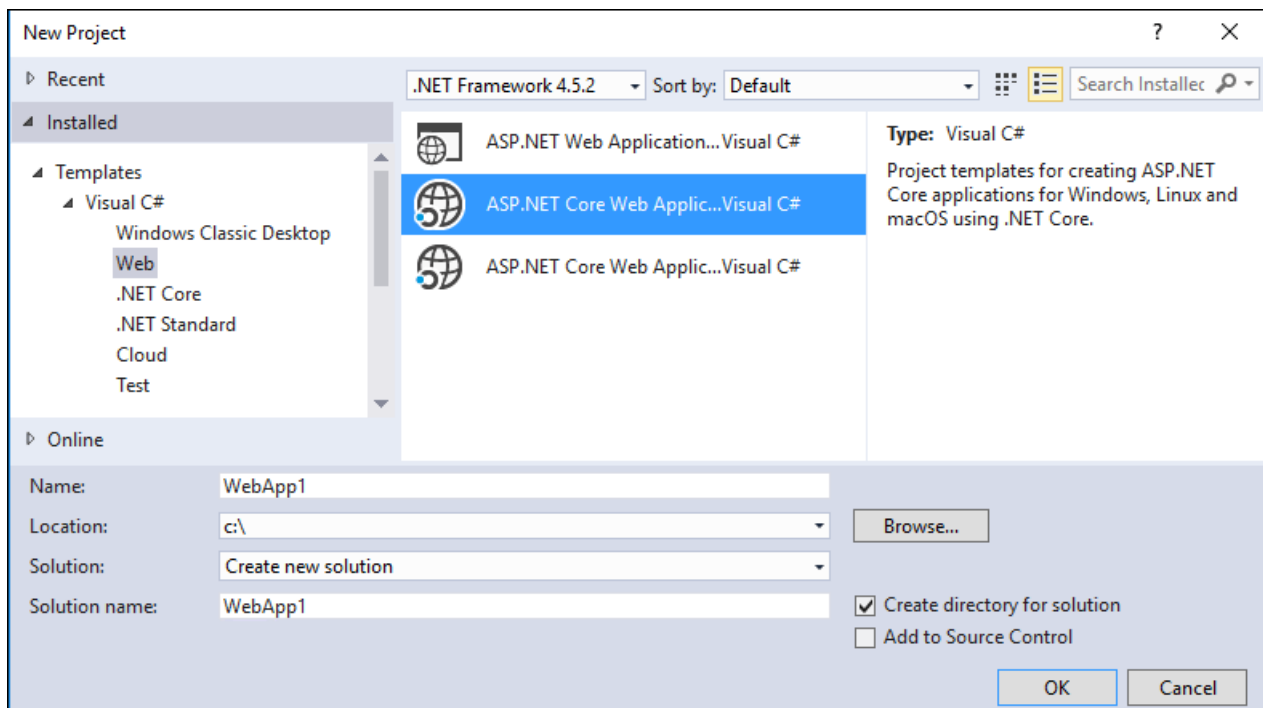 New Project
?
Recent
.NET Framework 4.5.2
Sort by: Default
Search Installec
Installed
Templates
Visual C#
Windows Classic Desktop
Web
.NET Core
.NET Standard
Cloud
Test
Online
ASP.NET Web Application...Visual C#
ASP.NET Core Web Applic...Visual C#
ASP.NET Core Web Applic...Visual C#
Type: Visual C#
Project templates for creating ASP.NET
Core applications for Windows, Linux and
macOS using .NET Core.
Name: WebApp1
Location: c:\
Browse...
Solution: Create new solution
Solution name: WebApp1
Create directory for solution
Add to Source Control
OK
Cancel